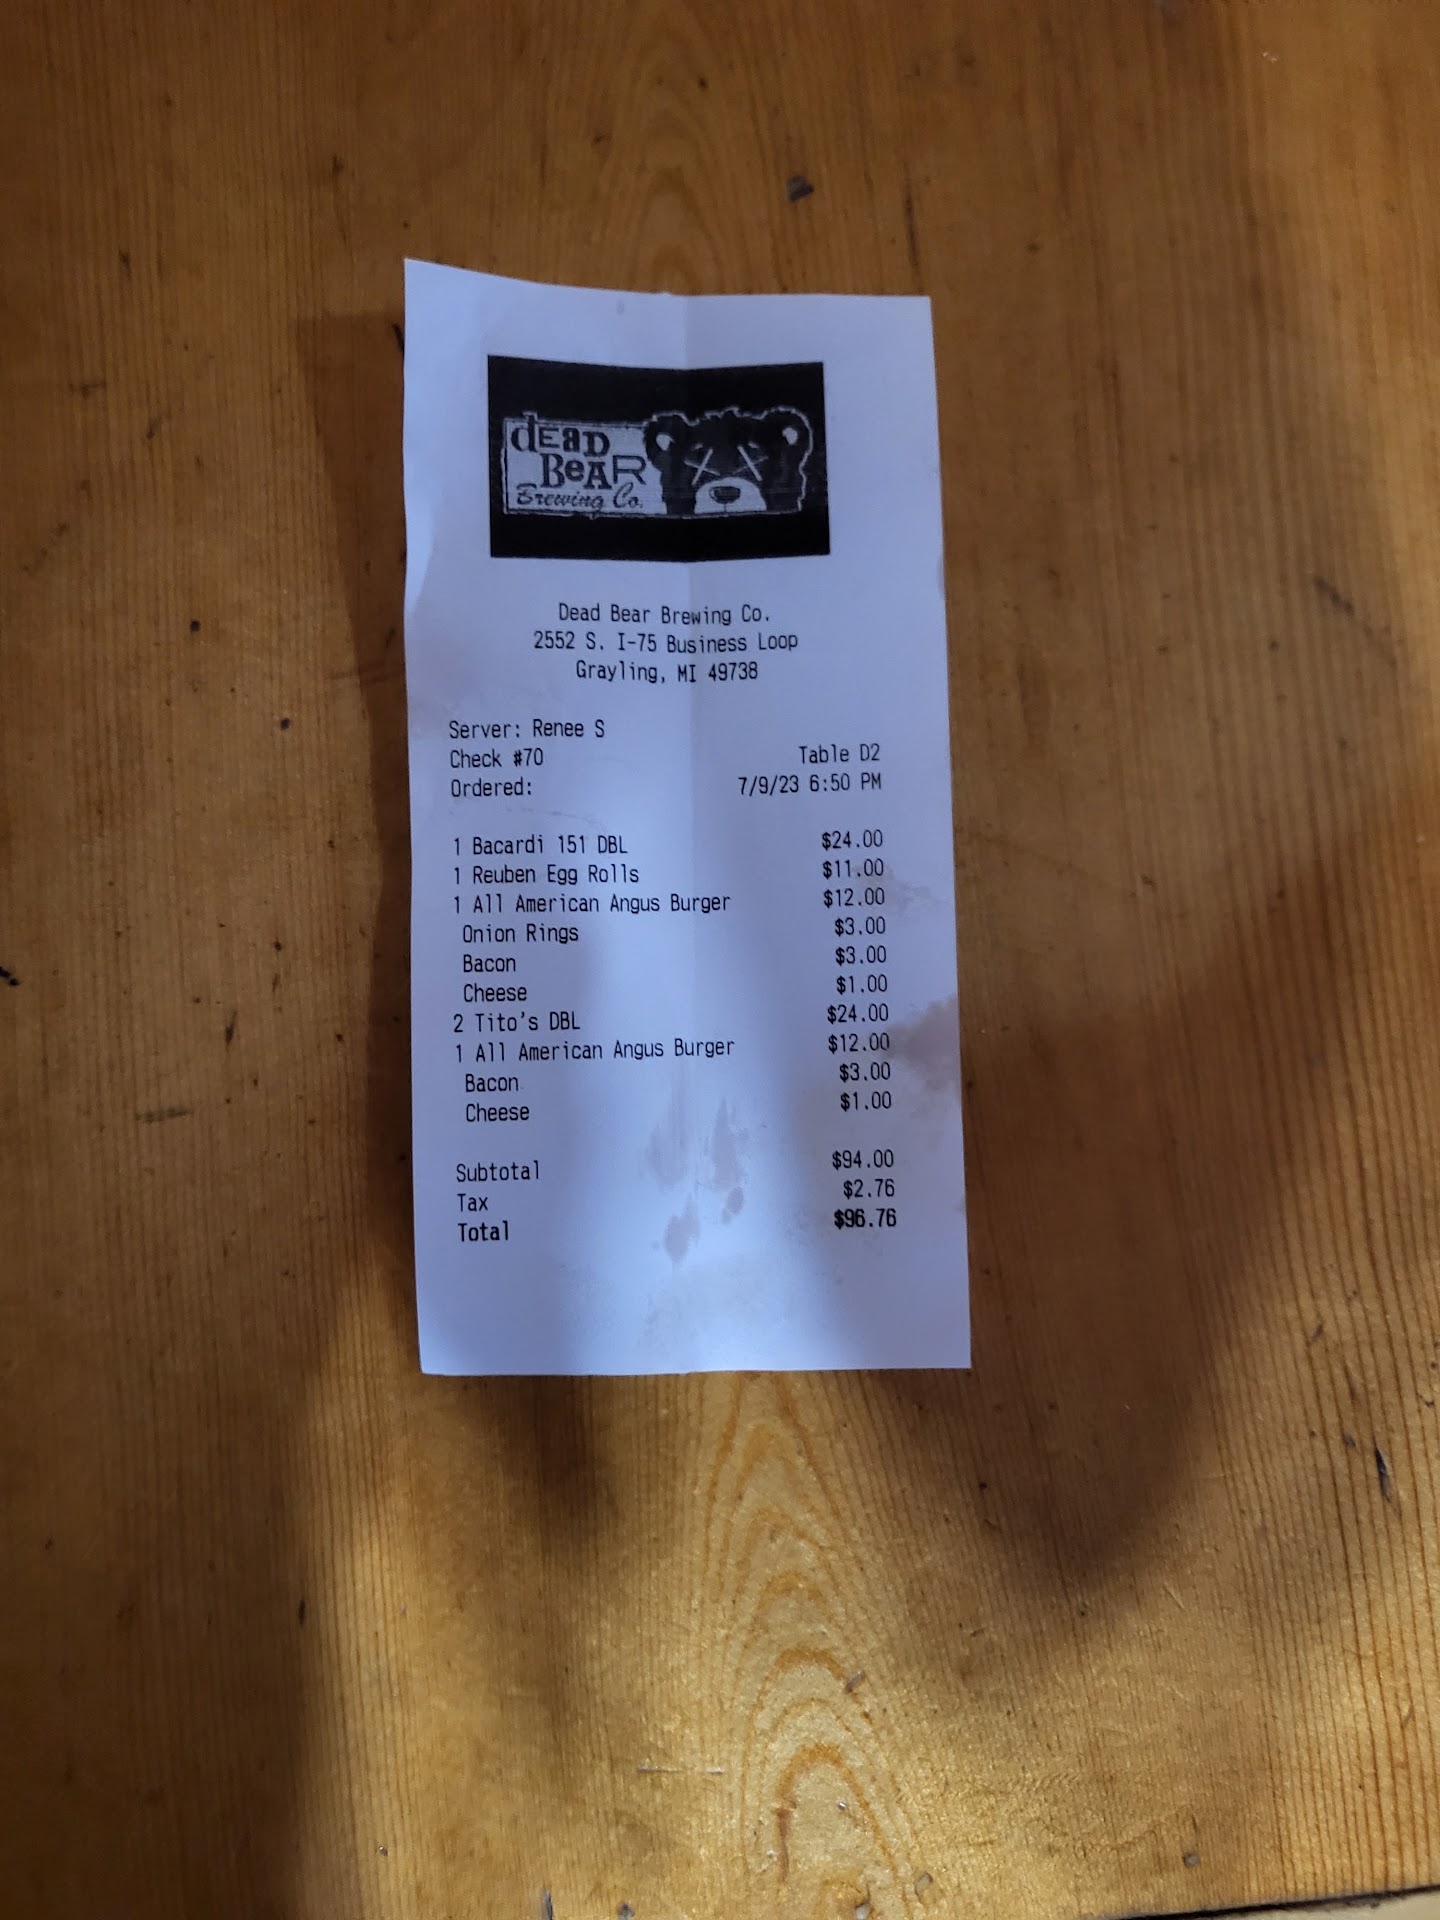 dEaD
BeAR
Brewing Co.
Dead Bear Brewing Co.
2552 S. I-75 Business Loop
Grayling, MI 49738
Server: Renee S
Check #70 Table D2
Ordered: 7/9/23 6:50 PM
1 Bacardi 151 DBL $24.00
1 Reuben Egg Rolls $11.00
1 All American Angus Burger $12.00
Onion Rings $3.00
Bacon $3.00
Cheese $1.00
2 Tito's DBL $24.00
1 All American Angus Burger $12.00
Bacon $3.00
Cheese $1.00
Subtotal $94.00
Tax $2.76
Total $96.76